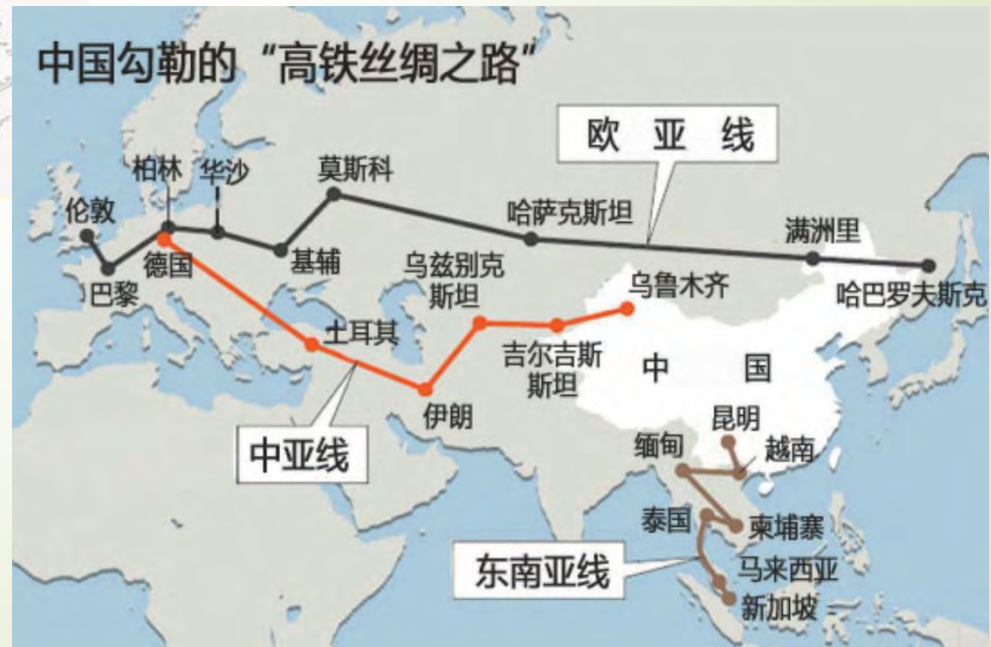 中国勾勒的“高铁丝绸之路”
欧 亚 线
柏林
华沙
莫斯科
伦敦
哈萨克斯坦
满洲里
德国
基辅
乌兹别克
斯坦
乌鲁木齐
巴黎
哈巴罗夫斯克
土耳其
吉尔吉斯
斯坦
中 国
伊朗
昆明
中亚线
缅甸
越南
泰国
柬埔寨
东南亚线
马来西亚
新加坡